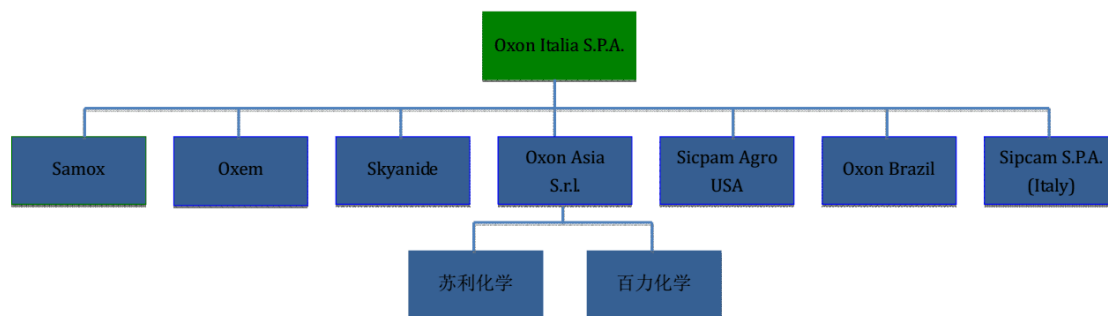 Oxon Italia S.P.A.
Samox
Oxem
Skyanide
Oxon Asia
S.r.l.
Sicpam Agro
USA
Oxon Brazil
Sipcam S.P.A.
(Italy)
苏利化学
百力化学